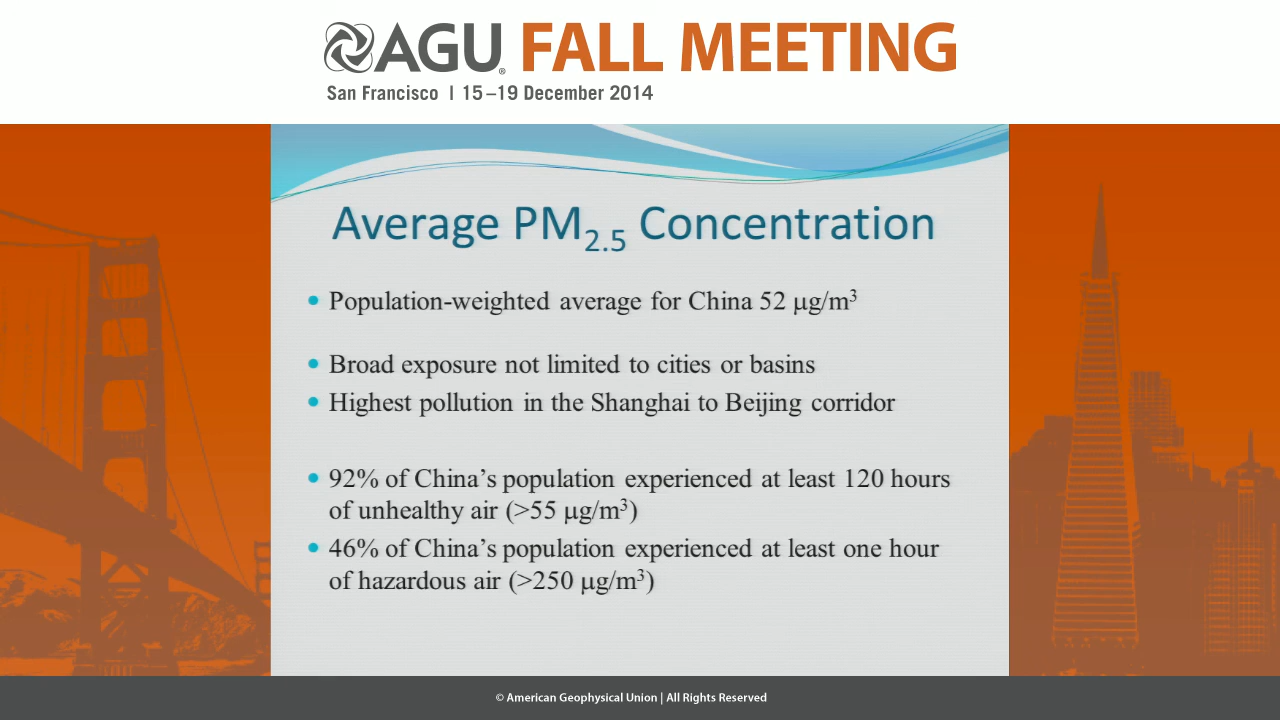 AGU® FALL MEETING
San Francisco | 15–19 December 2014
Average PM2.5 Concentration
• Population-weighted average for China 52 μg/m³
• Broad exposure not limited to cities or basins
• Highest pollution in the Shanghai to Beijing corridor
• 92% of China’s population experienced at least 120 hours
of unhealthy air (>55 μg/m³)
• 46% of China’s population experienced at least one hour
of hazardous air (>250 μg/m³)
© American Geophysical Union | All Rights Reserved